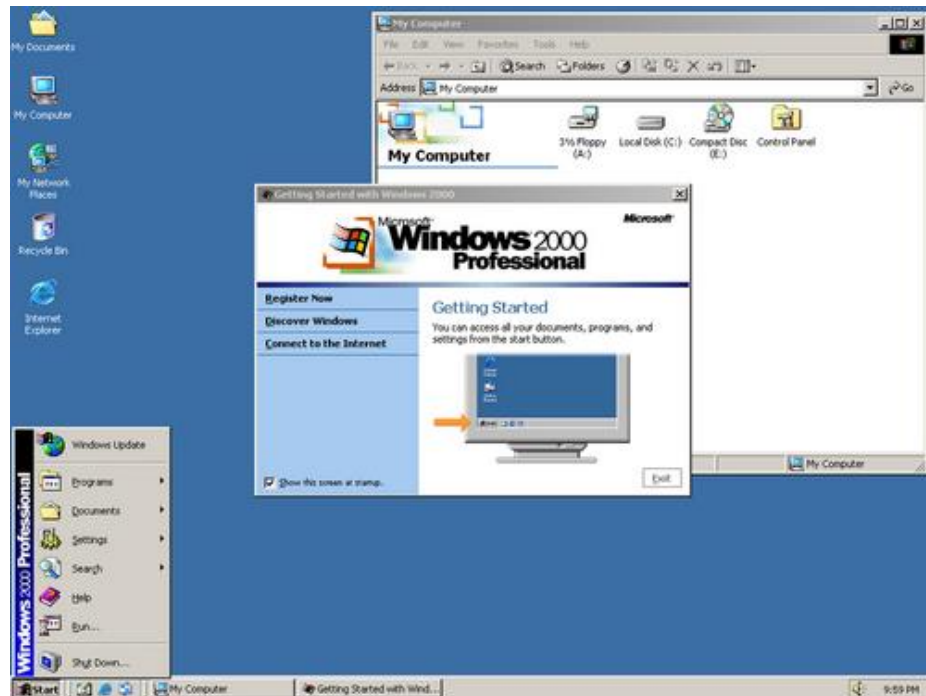 My Documents
My Computer
My Network
Places
Recycle Bin
Internet
Explorer
My Computer
File Edit View Favorites Tools Help
Back Search Folders Go
Address My Computer
My Computer
3½ Floppy
(A:)
Local Disk (C:)
Compact Disc
(E:)
Control Panel
My Computer
Getting Started with Windows 2000
Microsoft
Microsoft
Windows 2000
Professional
Register Now
Discover Windows
Connect to the Internet
Getting Started
You can access all your documents, programs, and
settings from the start button.
Show this screen at startup.
Exit
Windows 2000 Professional
Windows Update
Programs
Documents
Settings
Search
Help
Run...
Shut Down...
Start My Computer Getting Started with Wind... 9:59 PM